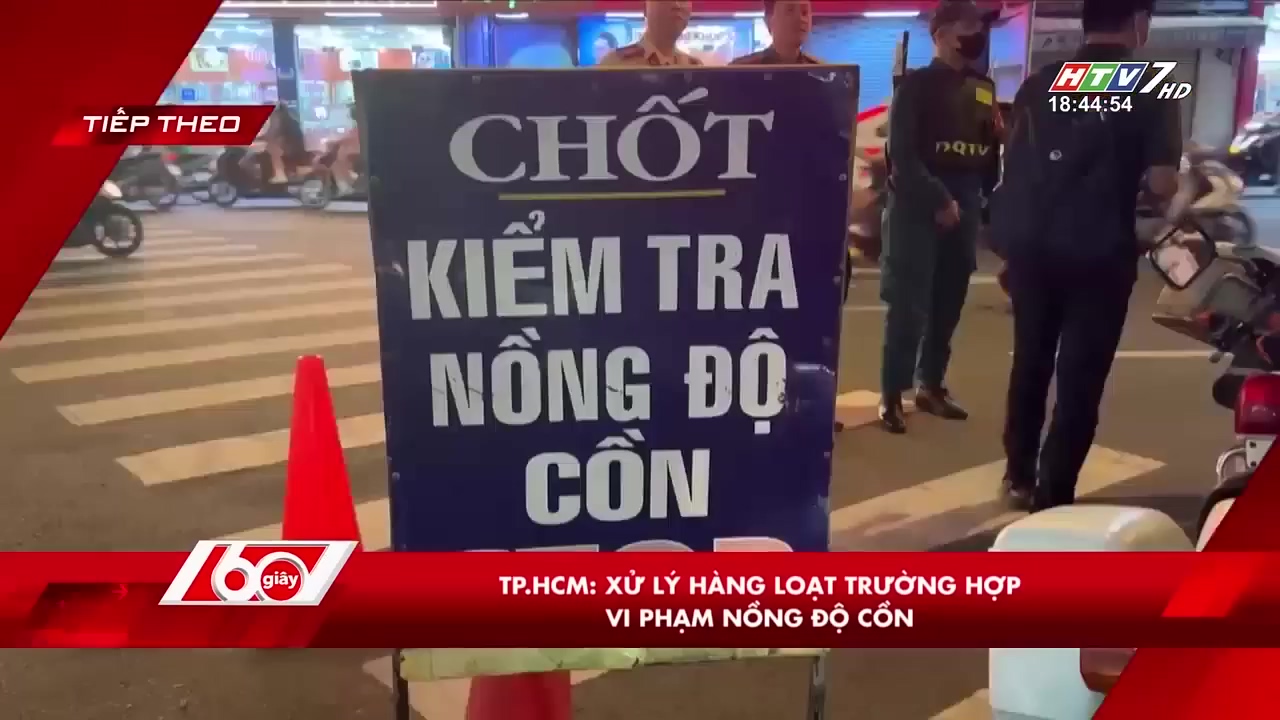 HTV7 HD
18:44:54
TIẾP THEO
CHỐT
KIỂM TRA
NỒNG ĐỘ
CỒN
STOP
DQTV
60 giây
TP.HCM: XỬ LÝ HÀNG LOẠT TRƯỜNG HỢP
VI PHẠM NỒNG ĐỘ CỒN